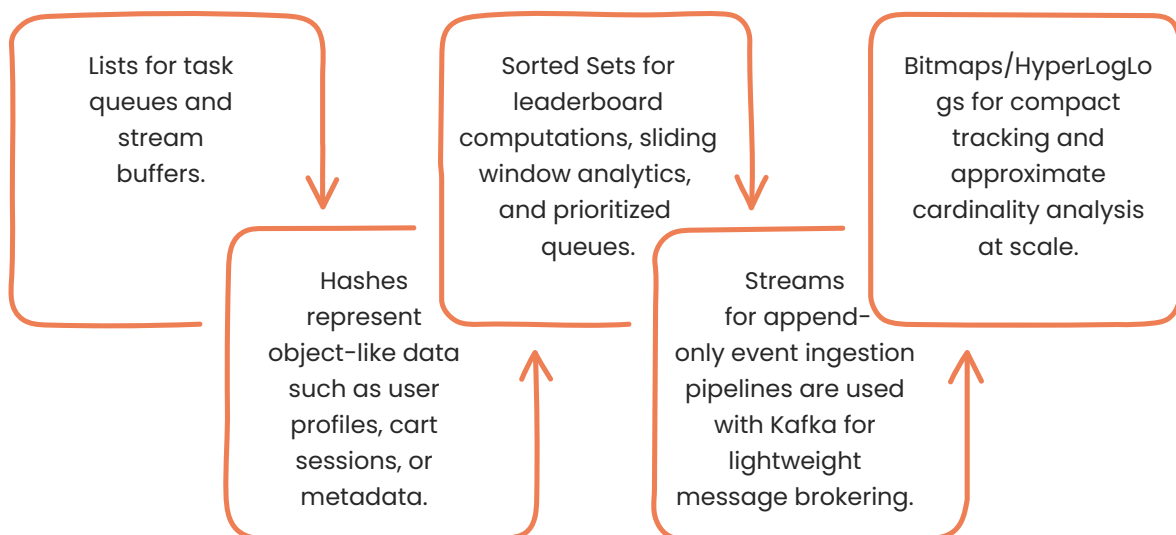 Lists for task
queues and
stream
buffers.
Hashes
represent
object-like data
such as user
profiles, cart
sessions, or
metadata.
Sorted Sets for
leaderboard
computations, sliding
window analytics,
and prioritized
queues.
Streams
for append-
only event ingestion
pipelines are used
with Kafka for
lightweight
message brokering.
Bitmaps/HyperLogLo
gs for compact
tracking and
approximate
cardinality analysis
at scale.